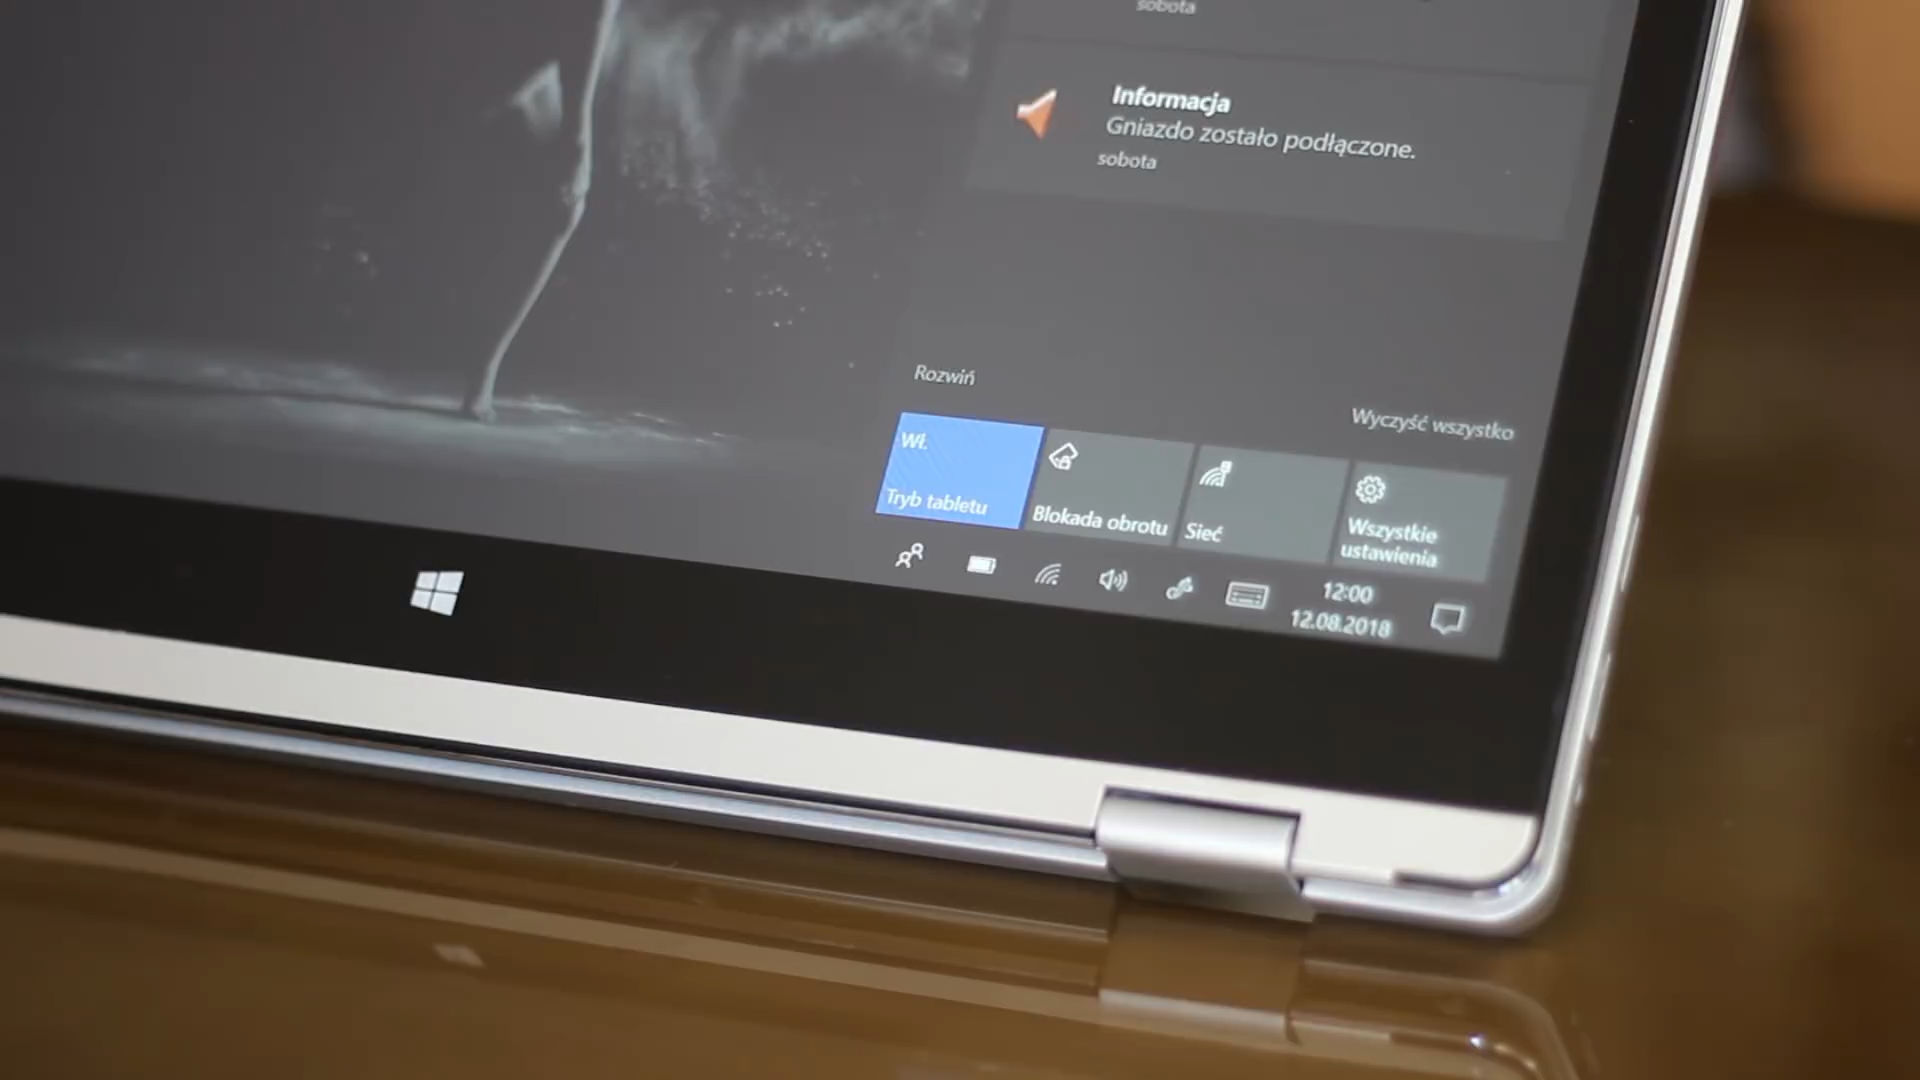 sobota
Informacja
Gniazdo zostało podłączone.
sobota
Rozwiń
Wyczyść wszystko
Wł.
Tryb tabletu
Blokada obrotu
Sieć
Wszystkie
ustawienia
12:00
12.08.2018